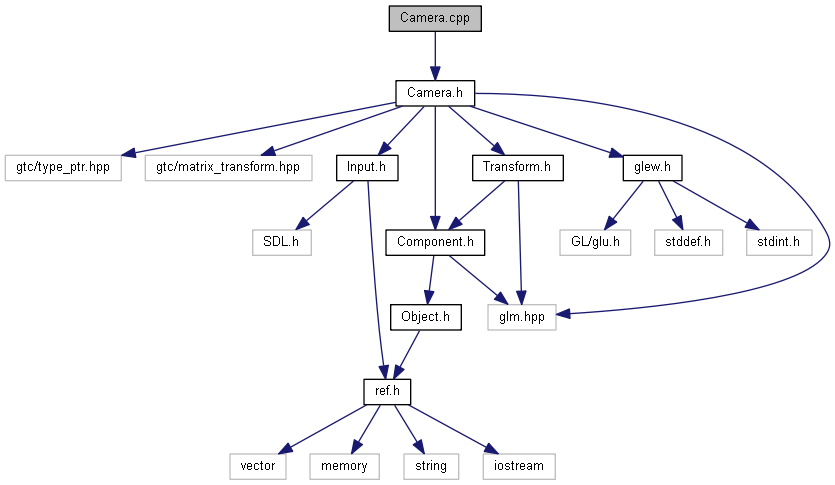 Camera.cpp
Camera.h
gtc/type_ptr.hpp
gtc/matrix_transform.hpp
Input.h
Transform.h
glew.h
SDL.h
Component.h
GL/glu.h
stddef.h
stdint.h
Object.h
glm.hpp
ref.h
vector
memory
string
iostream